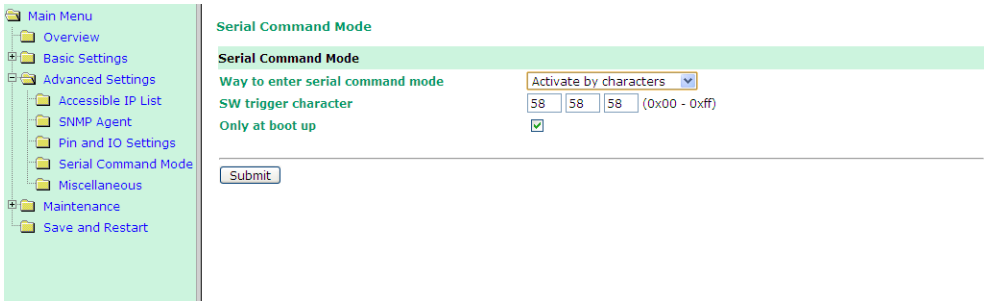 Main Menu
Overview
Basic Settings
Advanced Settings
Accessible IP List
SNMP Agent
Pin and IO Settings
Serial Command Mode
Miscellaneous
Maintenance
Save and Restart
Serial Command Mode
Serial Command Mode
Way to enter serial command mode Activate by characters
SW trigger character 58 58 58 (0x00 - 0xff)
Only at boot up
Submit